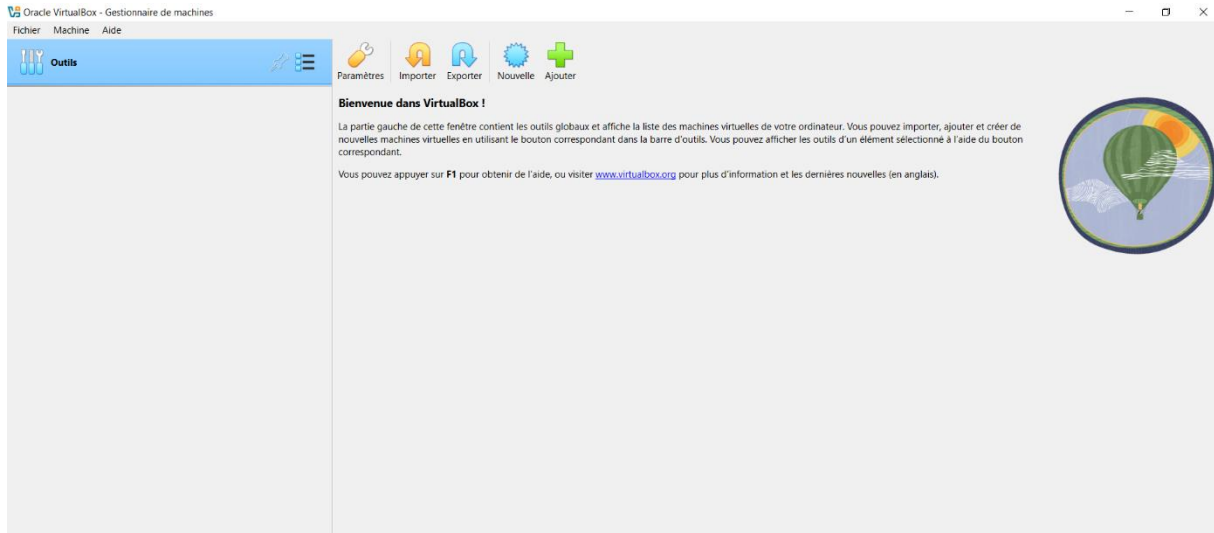 Oracle VirtualBox - Gestionnaire de machines
Fichier Machine Aide
Outils
Paramètres Importer Exporter Nouvelle Ajouter
Bienvenue dans VirtualBox !
La partie gauche de cette fenêtre contient les outils globaux et affiche la liste des machines virtuelles de votre ordinateur. Vous pouvez importer, ajouter et créer de
nouvelles machines virtuelles en utilisant le bouton correspondant dans la barre d'outils. Vous pouvez afficher les outils d'un élément sélectionné à l'aide du bouton
correspondant.
Vous pouvez appuyer sur F1 pour obtenir de l'aide, ou visiter www.virtualbox.org pour plus d'information et les dernières nouvelles (en anglais).